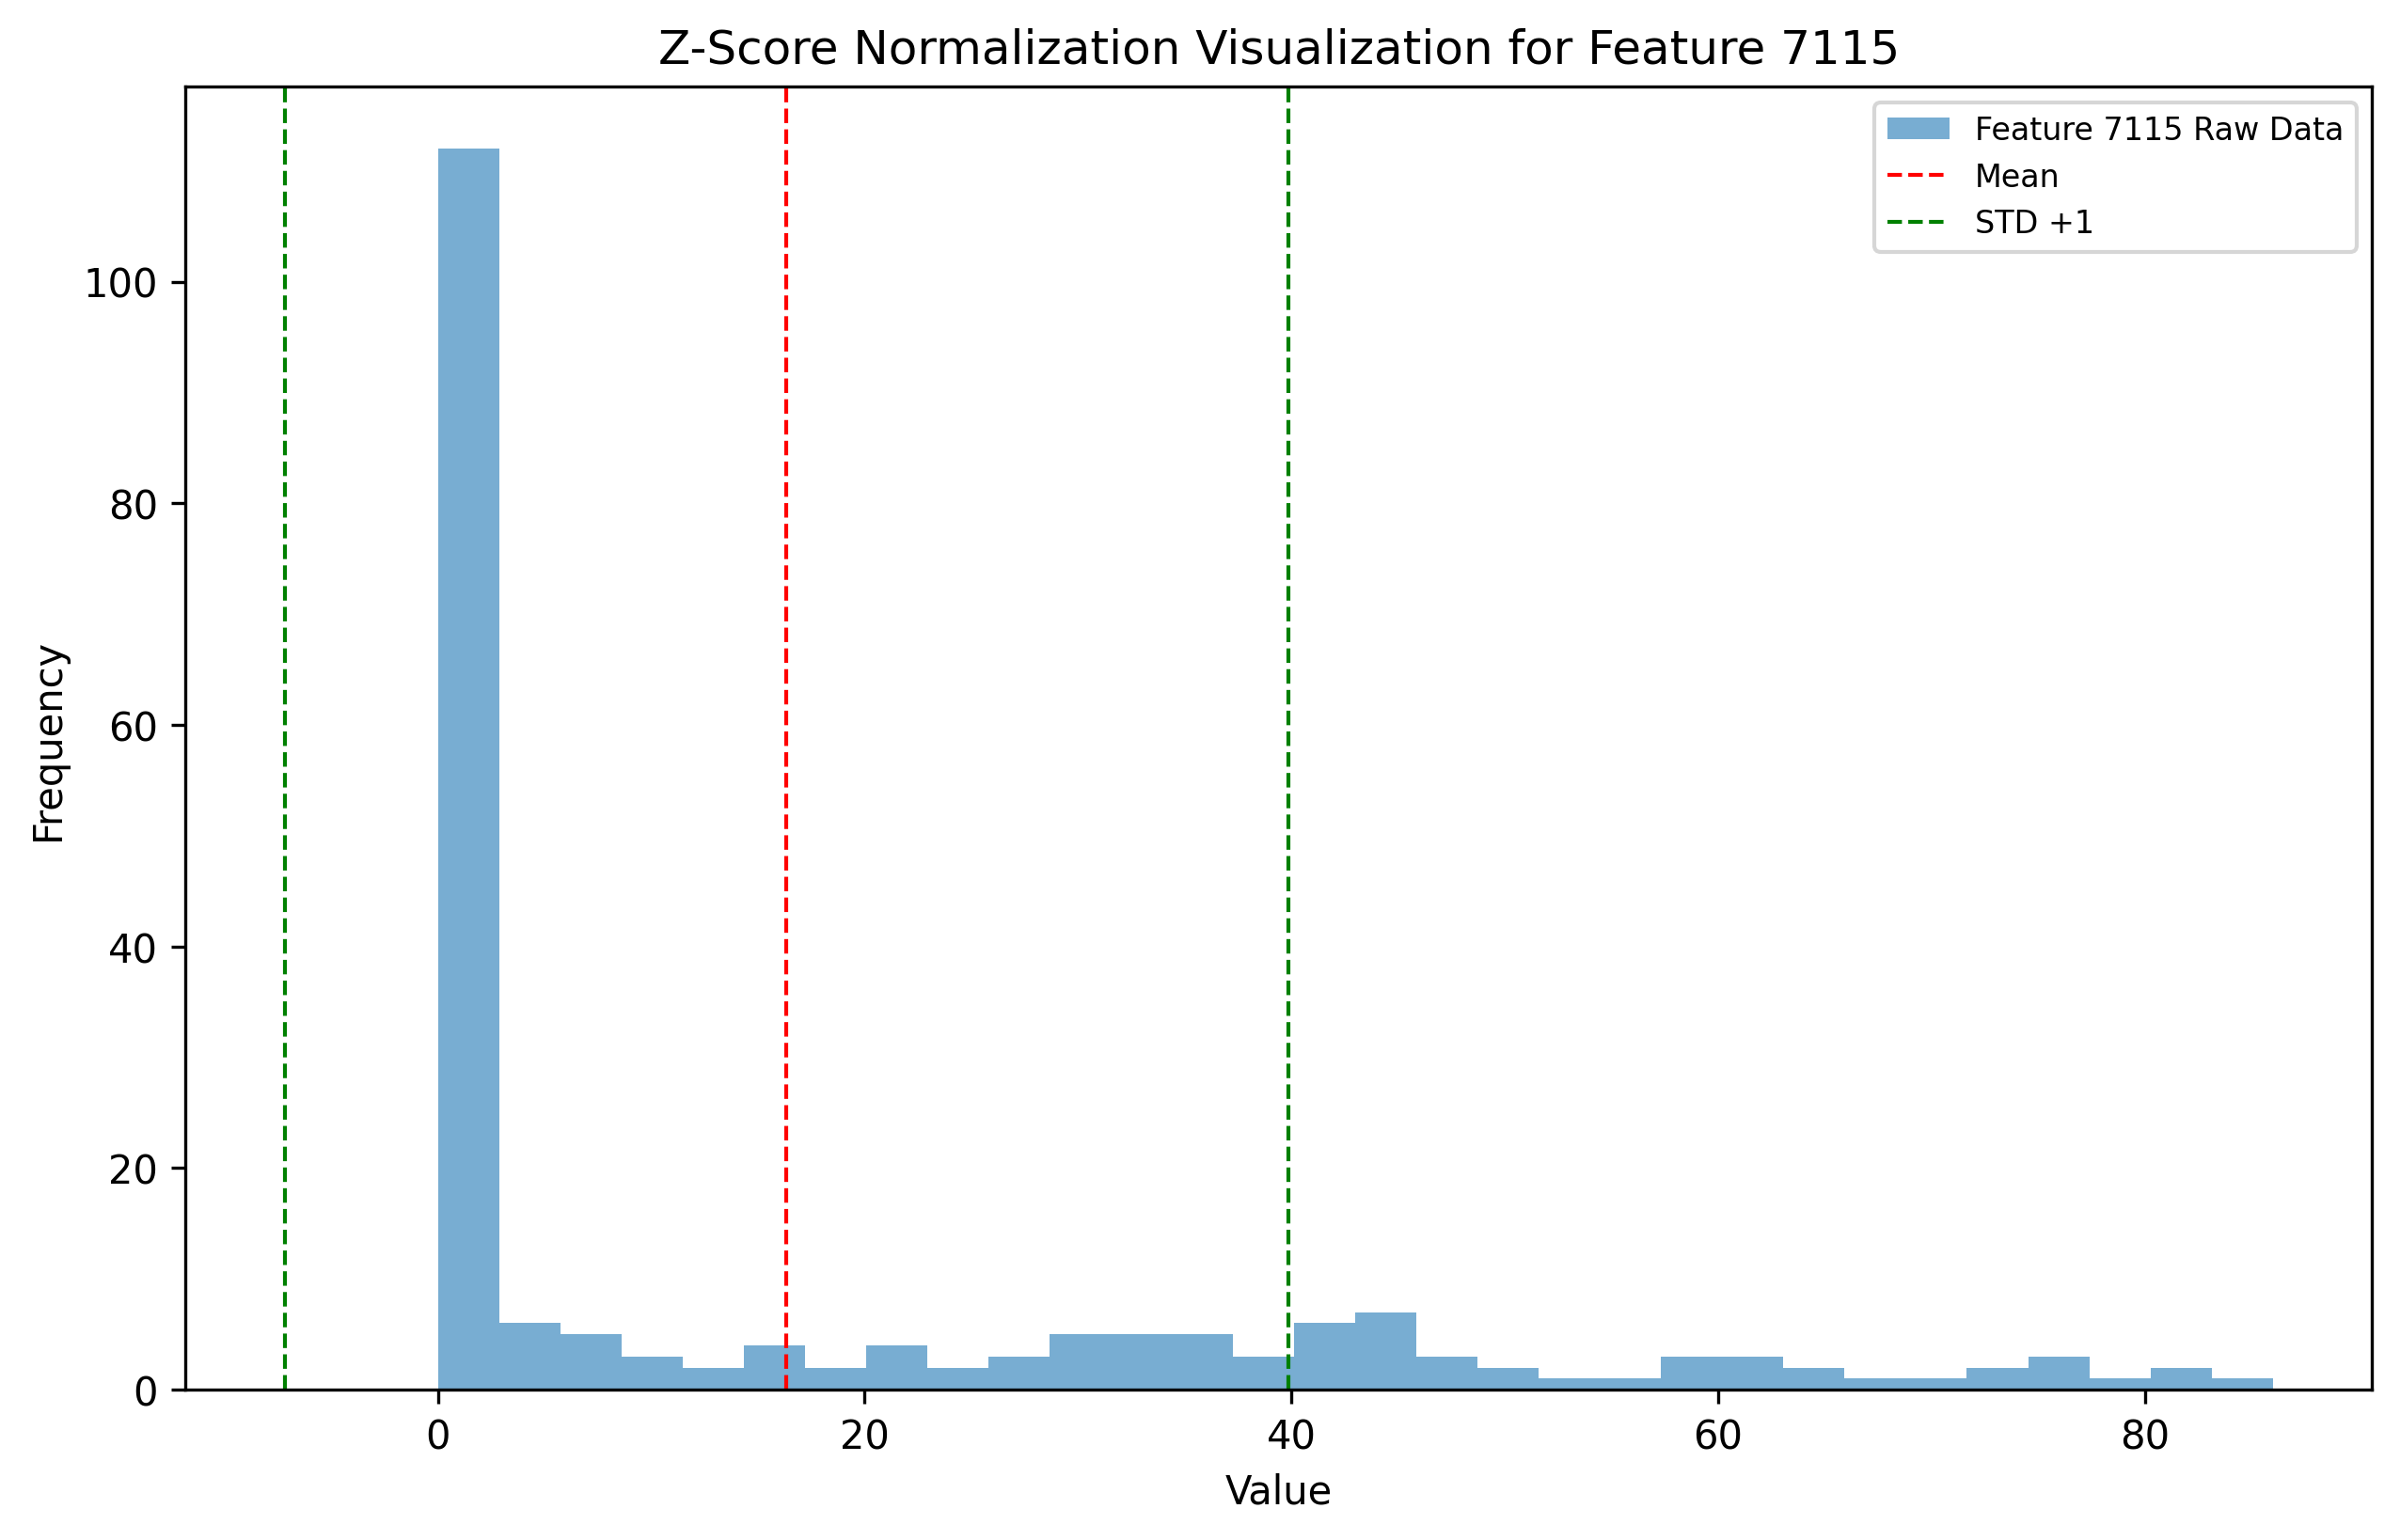 Z-Score Normalization Visualization for Feature 7115
Feature 7115 Raw Data
Mean
STD +1
Frequency
100
80
60
40
20
0
0 20 40 60 80
Value